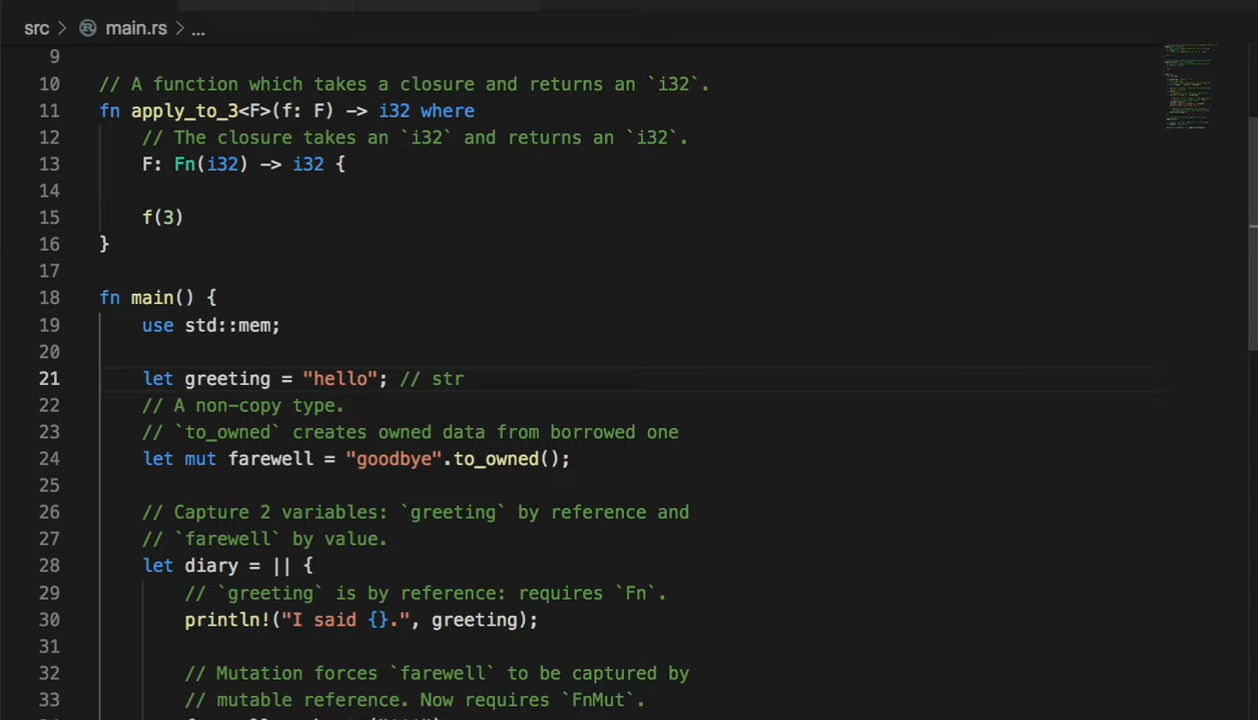 src > main.rs > ...
9
10 // A function which takes a closure and returns an `i32`.
11 fn apply_to_3<F>(f: F) -> i32 where
12     // The closure takes an `i32` and returns an `i32`.
13     F: Fn(i32) -> i32 {
14
15     f(3)
16 }
17
18 fn main() {
19     use std::mem;
20
21     let greeting = "hello"; // str
22     // A non-copy type.
23     // `to_owned` creates owned data from borrowed one
24     let mut farewell = "goodbye".to_owned();
25
26     // Capture 2 variables: `greeting` by reference and
27     // `farewell` by value.
28     let diary = || {
29         // `greeting` is by reference: requires `Fn`.
30         println!("I said {}.", greeting);
31
32         // Mutation forces `farewell` to be captured by
33         // mutable reference. Now requires `FnMut`.